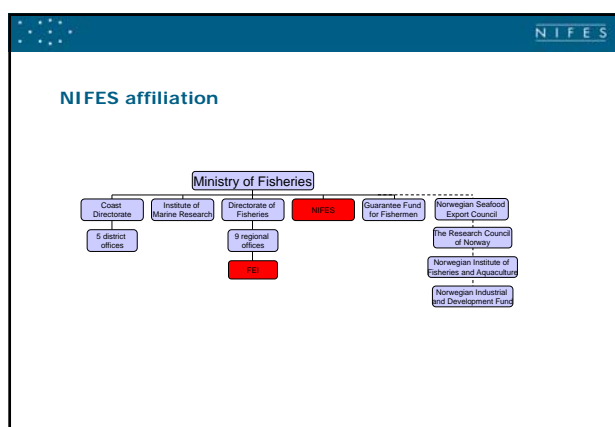 NIFES
NIFES affiliation
Ministry of Fisheries
Coast
Directorate
Institute of
Marine Research
Directorate of
Fisheries
NIFES
Guarantee Fund
for Fishermen
Norwegian Seafood
Export Council
5 district
offices
9 regional
offices
The Research Council
of Norway
FEI
Norwegian Institute of
Fisheries and Aquaculture
Norwegian Industrial
and Development Fund